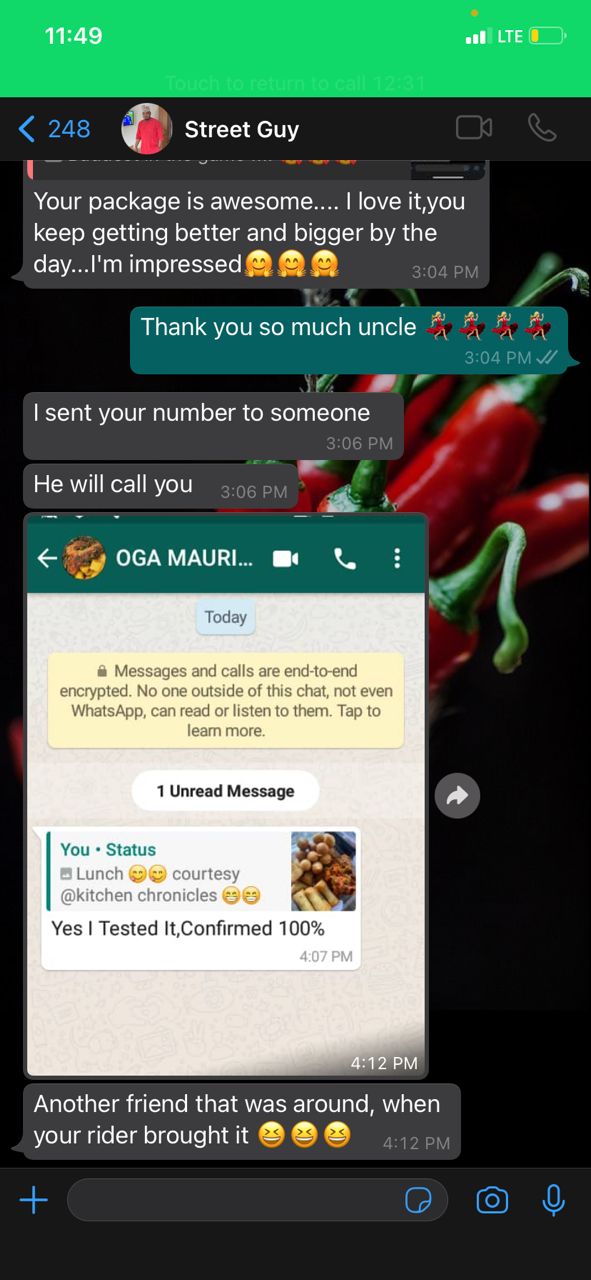 11:49
LTE
Touch to return to call 12:31
248
Street Guy
Your package is awesome.... I love it,you
keep getting better and bigger by the
day...I'm impressed🤗🤗🤗
3:04 PM
Thank you so much uncle 💃💃💃💃
3:04 PM
I sent your number to someone
3:06 PM
He will call you
3:06 PM
OGA MAURI...
Today
🔒 Messages and calls are end-to-end
encrypted. No one outside of this chat, not even
WhatsApp, can read or listen to them. Tap to
learn more.
1 Unread Message
You • Status
Lunch 😋😋 courtesy
@kitchen chronicles 😁😁
Yes I Tested It,Confirmed 100%
4:07 PM
4:12 PM
Another friend that was around, when
your rider brought it 😆😆😆
4:12 PM